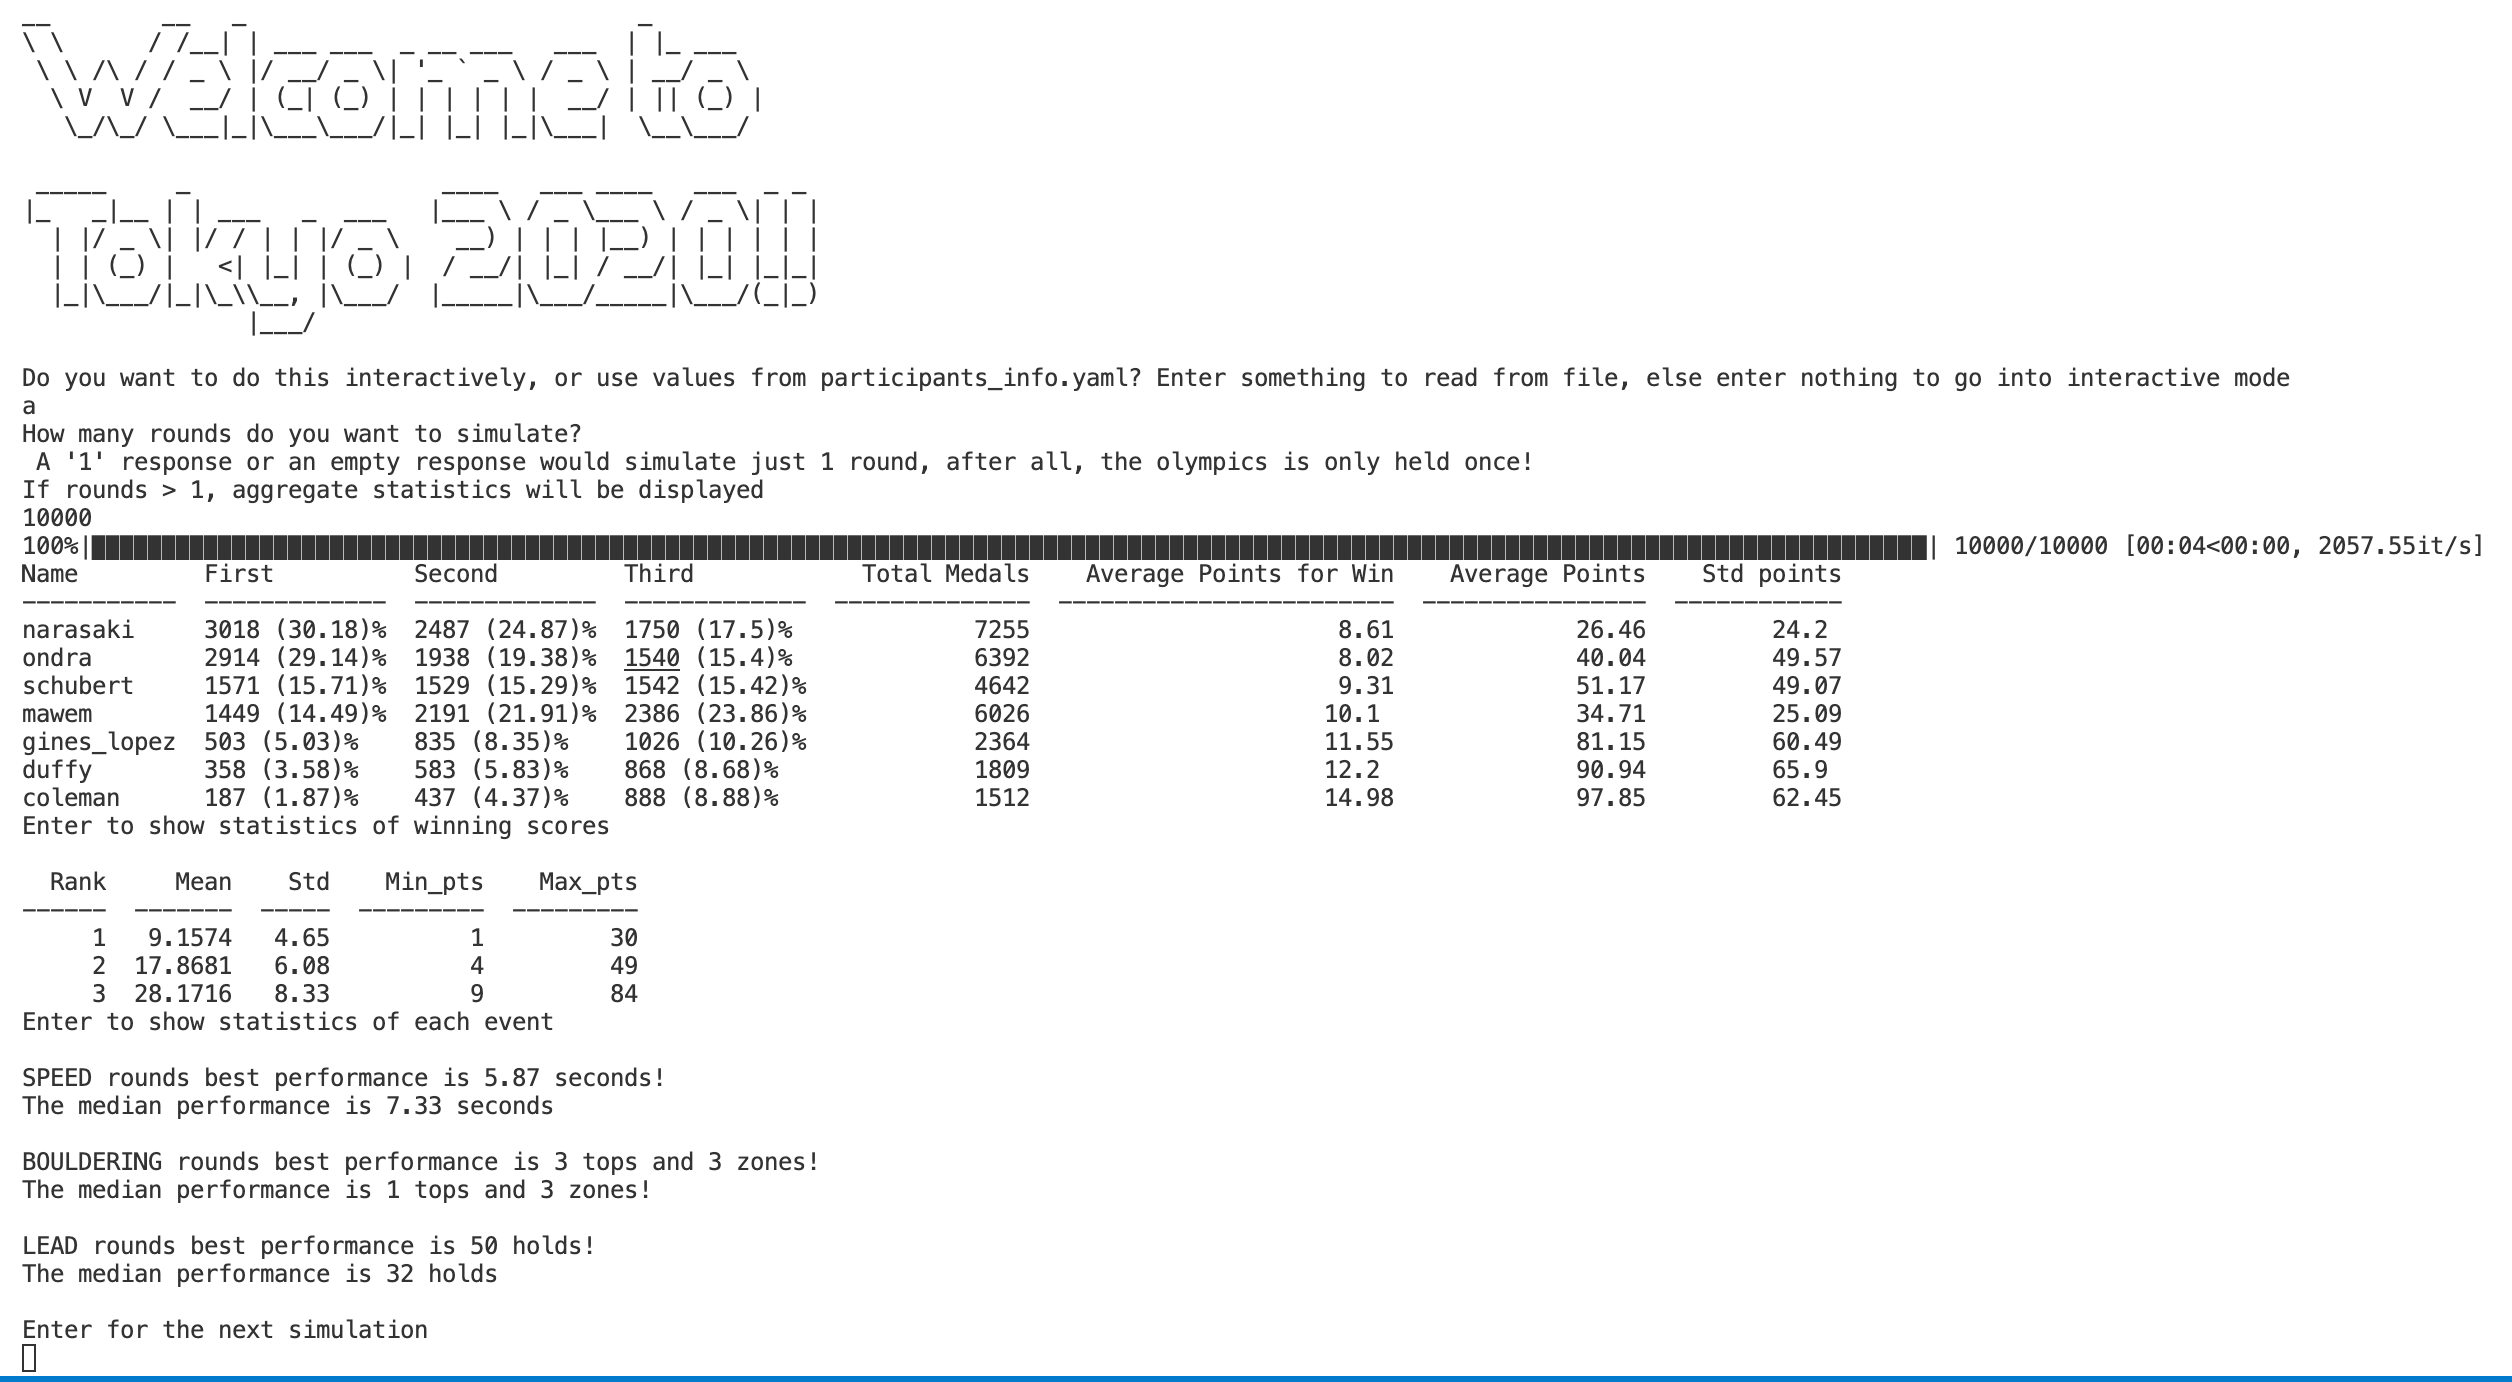 Welcome to
Tokyo 2020!!
Do you want to do this interactively, or use values from participants_info.yaml? Enter something to read from file, else enter nothing to go into interactive mode
a
How many rounds do you want to simulate?
A '1' response or an empty response would simulate just 1 round, after all, the olympics is only held once!
If rounds > 1, aggregate statistics will be displayed
10000
100%| | 10000/10000 [00:04<00:00, 2057.55it/s]
Name First Second Third Total Medals Average Points for Win Average Points Std points
narasaki 3018 (30.18)% 2487 (24.87)% 1750 (17.5)% 7255 8.61 26.46 24.2
ondra 2914 (29.14)% 1938 (19.38)% 1540 (15.4)% 6392 8.02 40.04 49.57
schubert 1571 (15.71)% 1529 (15.29)% 1542 (15.42)% 4642 9.31 51.17 49.07
mawem 1449 (14.49)% 2191 (21.91)% 2386 (23.86)% 6026 10.1 34.71 25.09
gines_lopez 503 (5.03)% 835 (8.35)% 1026 (10.26)% 2364 11.55 81.15 60.49
duffy 358 (3.58)% 583 (5.83)% 868 (8.68)% 1809 12.2 90.94 65.9
coleman 187 (1.87)% 437 (4.37)% 888 (8.88)% 1512 14.98 97.85 62.45
Enter to show statistics of winning scores
Rank Mean Std Min_pts Max_pts
1 9.1574 4.65 1 30
2 17.8681 6.08 4 49
3 28.1716 8.33 9 84
Enter to show statistics of each event
SPEED rounds best performance is 5.87 seconds!
The median performance is 7.33 seconds
BOULDERING rounds best performance is 3 tops and 3 zones!
The median performance is 1 tops and 3 zones!
LEAD rounds best performance is 50 holds!
The median performance is 32 holds
Enter for the next simulation